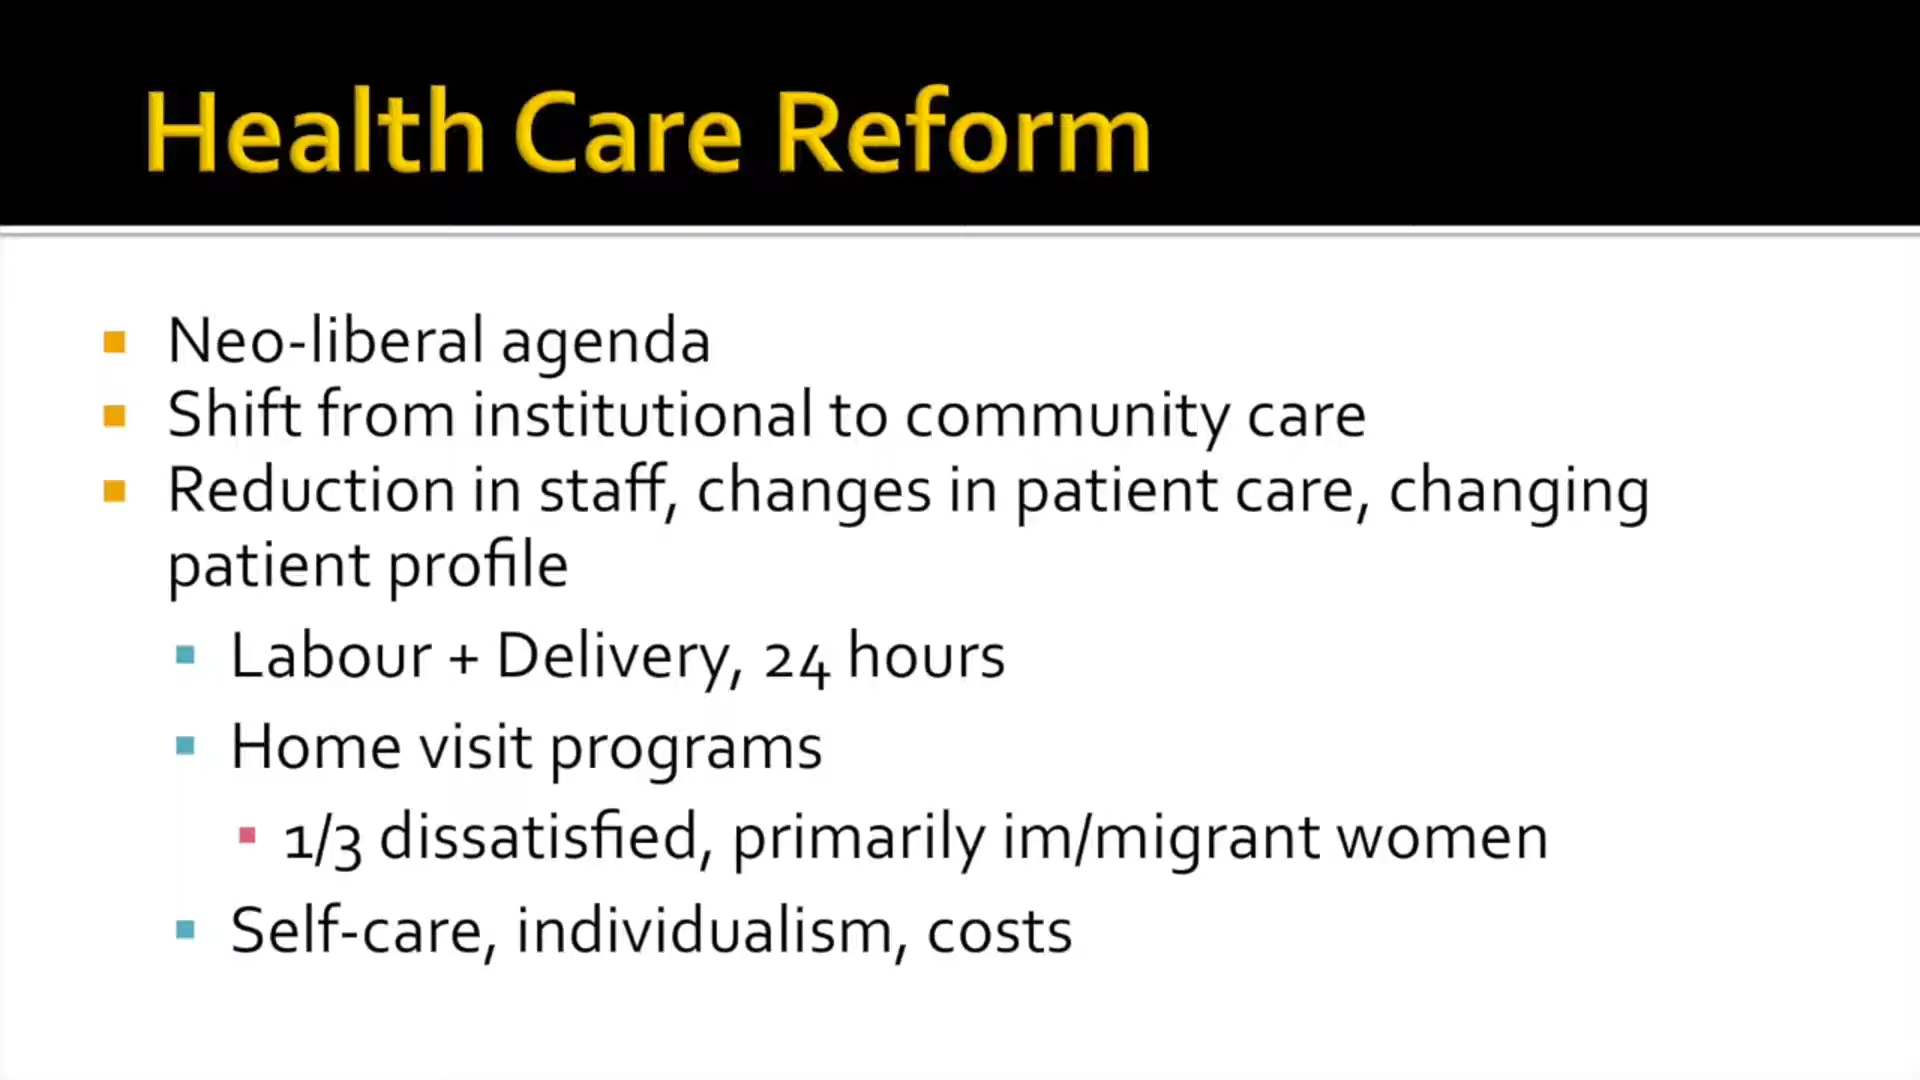 Health Care Reform
Neo-liberal agenda
Shift from institutional to community care
Reduction in staff, changes in patient care, changing
patient profile
Labour + Delivery, 24 hours
Home visit programs
1/3 dissatisfied, primarily im/migrant women
Self-care, individualism, costs